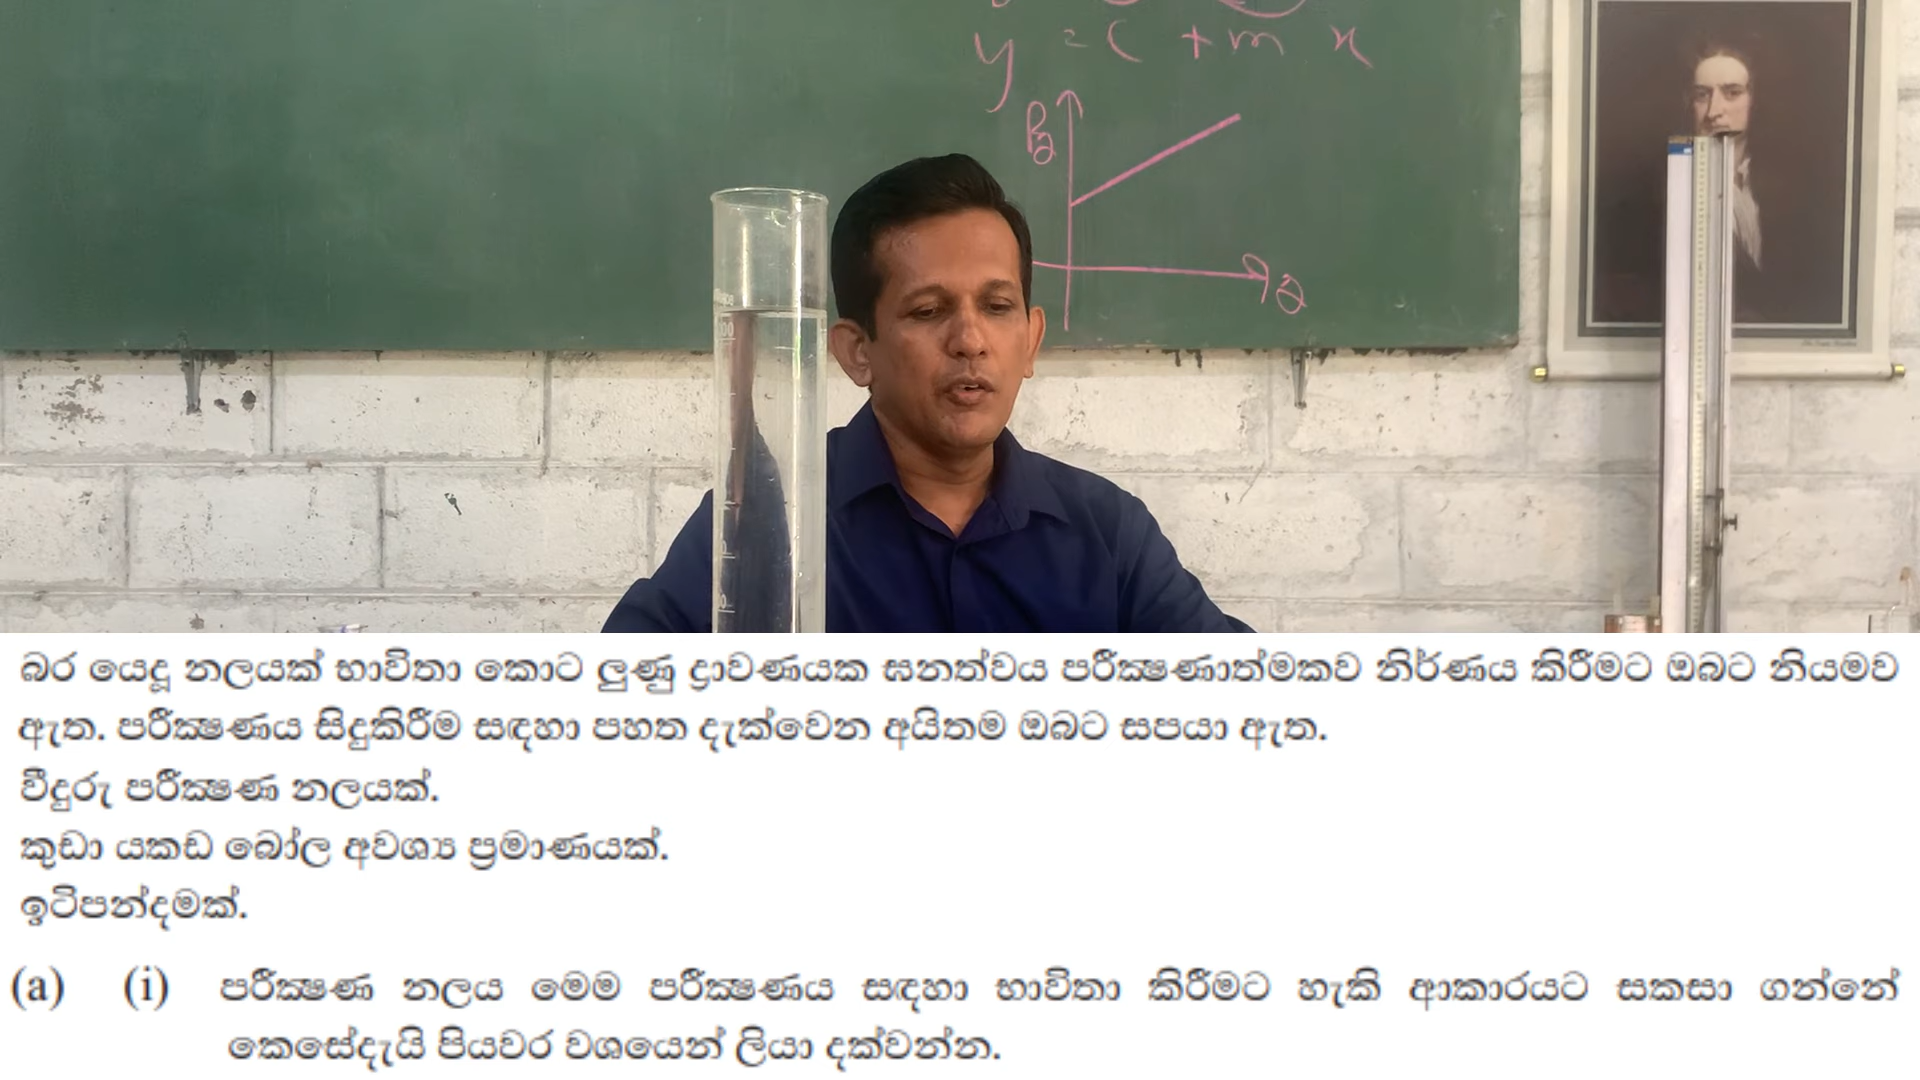 y = c + m x
බර යෙදූ නලයක් භාවිතා කොට ලුණු ද්‍රාවණයක ඝනත්වය පරීක්‍ෂණාත්මකව නිර්ණය කිරීමට ඔබට නියමව
ඇත. පරීක්‍ෂණය සිදුකිරීම සඳහා පහත දැක්වෙන අයිතම ඔබට සපයා ඇත.
වීදුරු පරීක්‍ෂණ නලයක්.
කුඩා යකඩ බෝල අවශ්‍ය ප්‍රමාණයක්.
ඉටිපන්දමක්.
(a) (i) පරීක්‍ෂණ නලය මෙම පරීක්‍ෂණය සඳහා භාවිතා කිරීමට හැකි ආකාරයට සකසා ගන්නේ
කෙසේදැයි පියවර වශයෙන් ලියා දක්වන්න.